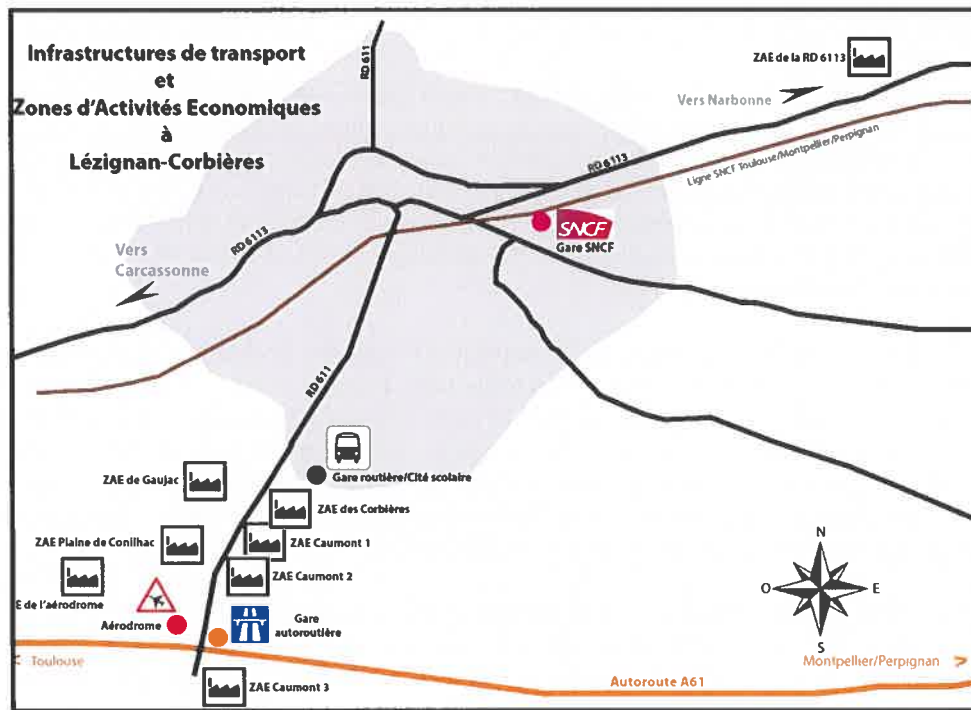 Infrastructures de transport
et
Zones d'Activités Economiques
à
Lézignan-Corbières
RD 611
ZAE de la RD 6113
Vers Narbonne
RD 6113
Ligne SNCF Toulouse/Montpellier/Perpignan
SNCF
Gare SNCF
RD 6113
Vers
Carcassonne
RD 611
Gare routière/Cité scolaire
ZAE de Gaujac
ZAE des Corbières
ZAE Plaine de Conilhac
ZAE Caumont 1
ZAE Caumont 2
E de l'aérodrome
Aérodrome
Gare
autoroutière
N
O
E
S
< Toulouse
Montpellier/Perpignan >
ZAE Caumont 3
Autoroute A61